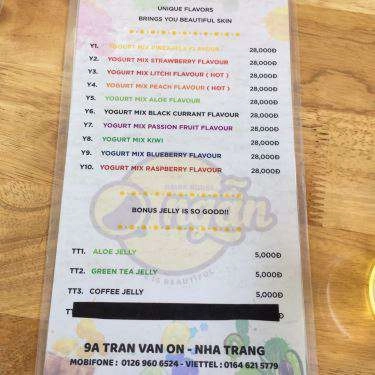 UNIQUE FLAVORS
BRINGS YOU BEAUTIFUL SKIN
Y1. YOGURT MIX PINEAPPLE FLAVOUR 28,000Đ
Y2. YOGURT MIX STRAWBERRY FLAVOUR 28,000Đ
Y3. YOGURT MIX LITCHI FLAVOUR ( HOT ) 28,000Đ
Y4. YOGURT MIX PEACH FLAVOUR ( HOT ) 28,000Đ
Y5. YOGURT MIX ALOE FLAVOUR 28,000Đ
Y6. YOGURT MIX BLACK CURRANT FLAVOUR 28,000Đ
Y7. YOGURT MIX PASSION FRUIT FLAVOUR 28,000Đ
Y8. YOGURT MIX KIWI 28,000Đ
Y9. YOGURT MIX BLUEBERRY FLAVOUR 28,000Đ
Y10. YOGURT MIX RASPBERRY FLAVOUR 28,000Đ
BONUS JELLY IS SO GOOD!!
TT1. ALOE JELLY 5,000Đ
IS BEAUTIFUL
TT2. GREEN TEA JELLY 5,000Đ
TT3. COFFEE JELLY 5,000Đ
9A TRAN VAN ON - NHA TRANG
MOBIFONE : 0126 960 6524 - VIETTEL : 0164 621 5779